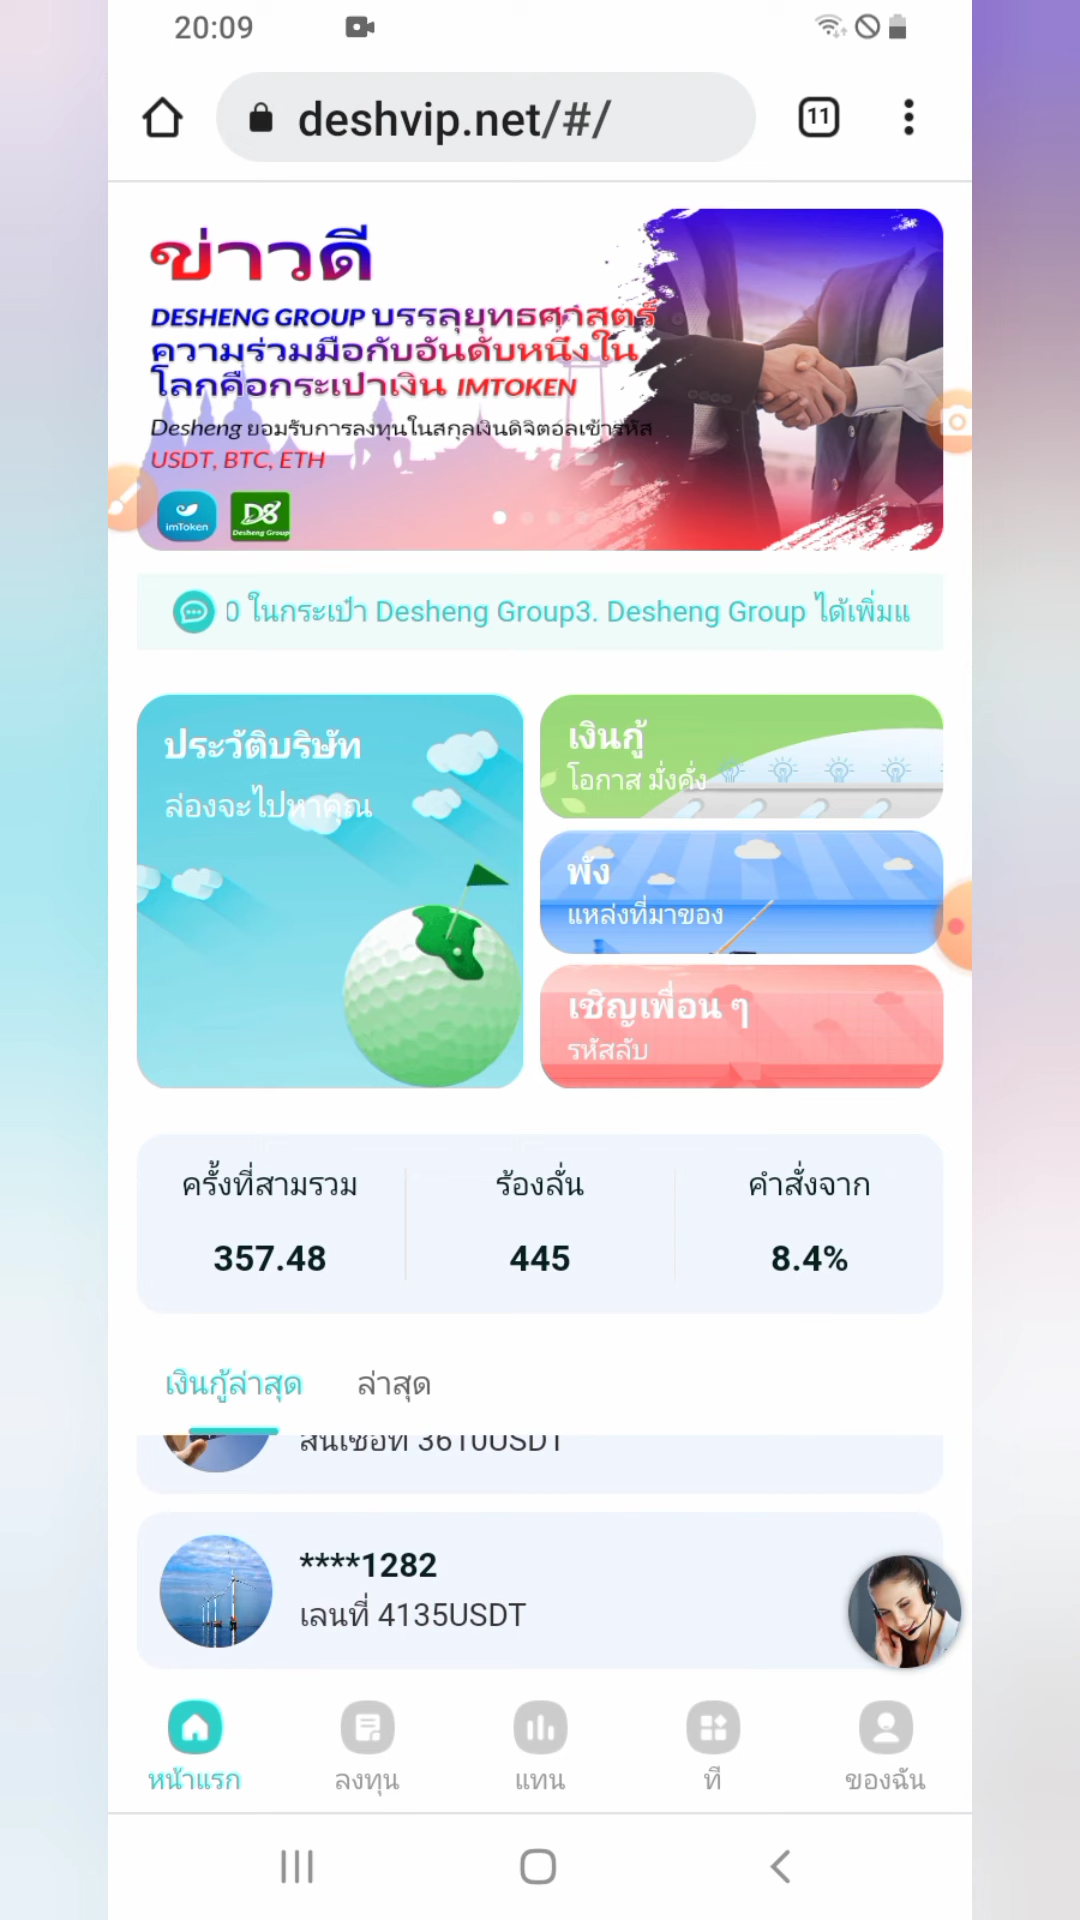 20:09
deshvip.net/#/
11
ข่าวดี
DESHENG GROUP บรรลุยุทธศาสตร์
ความร่วมมือกับอันดับหนึ่งใน
โลกคือกระเป๋าเงิน IMTOKEN
Desheng ยอมรับการลงทุนในสกุลเงินดิจิตอลเข้ารหัส
USDT, BTC, ETH
imToken
D8
Desheng Group
0 ในกระเป๋า Desheng Group3. Desheng Group ได้เพิ่มแ
ประวัติบริษัท
ล่องจะไปหาคุณ
เงินกู้
โอกาส มั่งคั่ง
พัง
แหล่งที่มาของ
เชิญเพื่อน ๆ
รหัสลับ
ครั้งที่สามรวม
ร้องลั่น
คำสั่งจาก
357.48
445
8.4%
เงินกู้ล่าสุด
ล่าสุด
สินเชื่อที่ 3610USDT
****1282
เลนที่ 4135USDT
หน้าแรก
ลงทุน
แทน
ที
ของฉัน